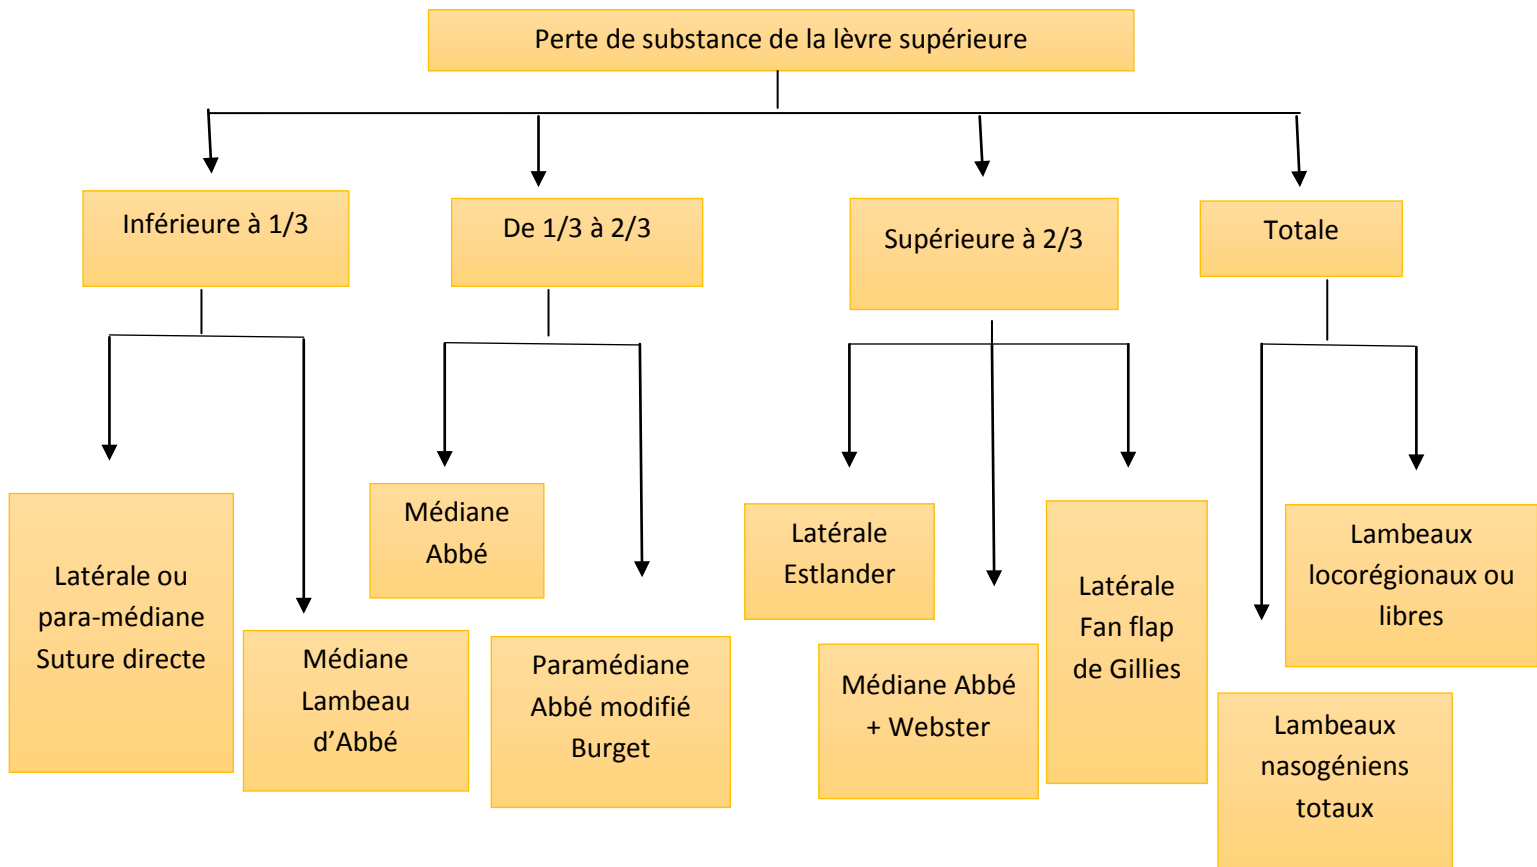 Perte de substance de la lèvre supérieure
Inférieure à 1/3
De 1/3 à 2/3
Supérieure à 2/3
Totale
Latérale ou
para-médiane
Suture directe
Médiane
Lambeau
d’Abbé
Médiane
Abbé
Paramédiane
Abbé modifié
Burget
Latérale
Estlander
Médiane Abbé
+ Webster
Latérale
Fan flap
de Gillies
Lambeaux
nasogéniens
totaux
Lambeaux
locorégionaux ou
libres